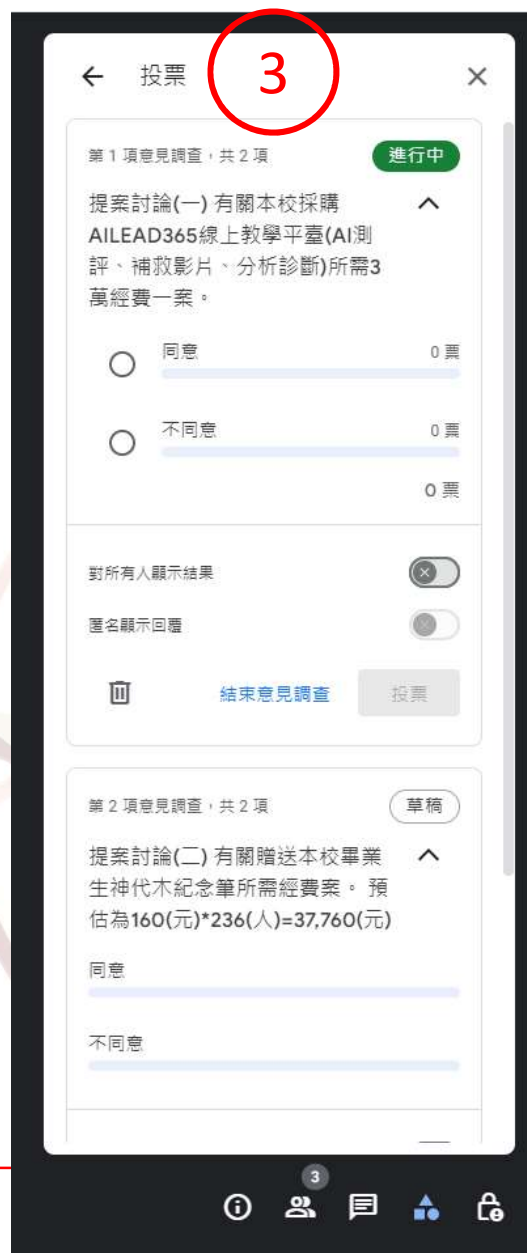 投票
3
第 1 項意見調查，共 2 項
進行中
提案討論(一) 有關本校採購
AILEAD365線上教學平臺(AI測
評、補救影片、分析診斷)所需3
萬經費一案。
同意
0 票
不同意
0 票
0 票
對所有人顯示結果
匿名顯示回覆
結束意見調查
投票
第 2 項意見調查，共 2 項
草稿
提案討論(二) 有關贈送本校畢業
生神代木紀念筆所需經費案。 預
估為160(元)*236(人)=37,760(元)
同意
不同意
3